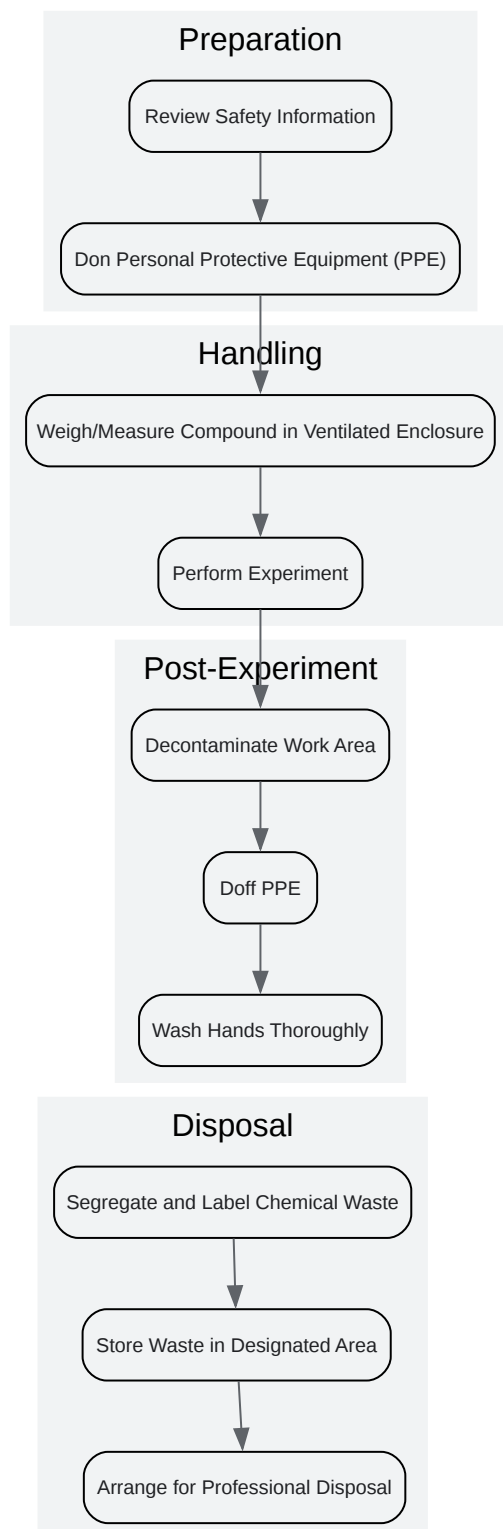 Preparation
Review Safety Information
Don Personal Protective Equipment (PPE)
Handling
Weigh/Measure Compound in Ventilated Enclosure
Perform Experiment
Post-Experiment
Decontaminate Work Area
Doff PPE
Wash Hands Thoroughly
Disposal
Segregate and Label Chemical Waste
Store Waste in Designated Area
Arrange for Professional Disposal